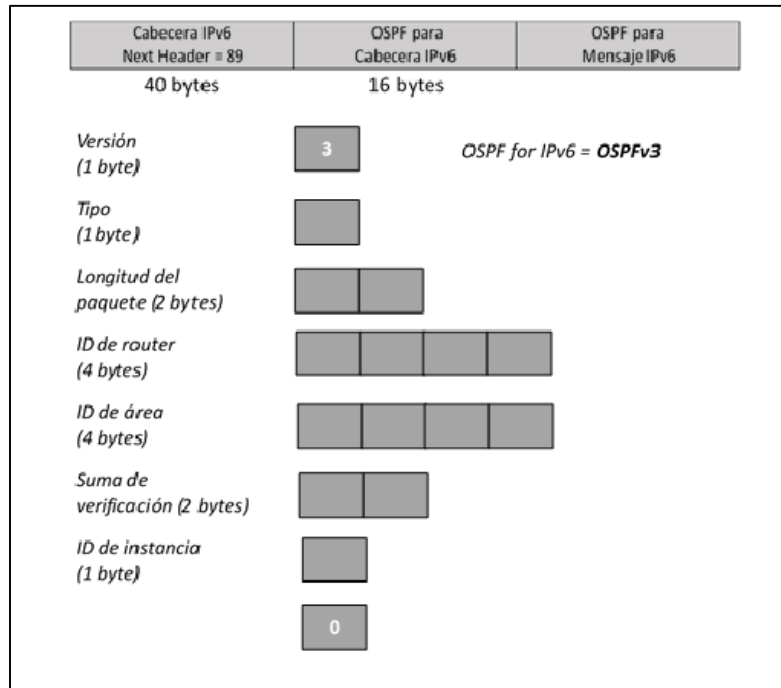 Cabecera IPv6
Next Header = 89
OSPF para
Cabecera IPv6
OSPF para
Mensaje IPv6
40 bytes
16 bytes
Versión
(1 byte)
3
OSPF for IPv6 = OSPFv3
Tipo
(1byte)
Longitud del
paquete (2 bytes)
ID de router
(4 bytes)
ID de área
(4 bytes)
Suma de
verificación (2 bytes)
ID de instancia
(1 byte)
0